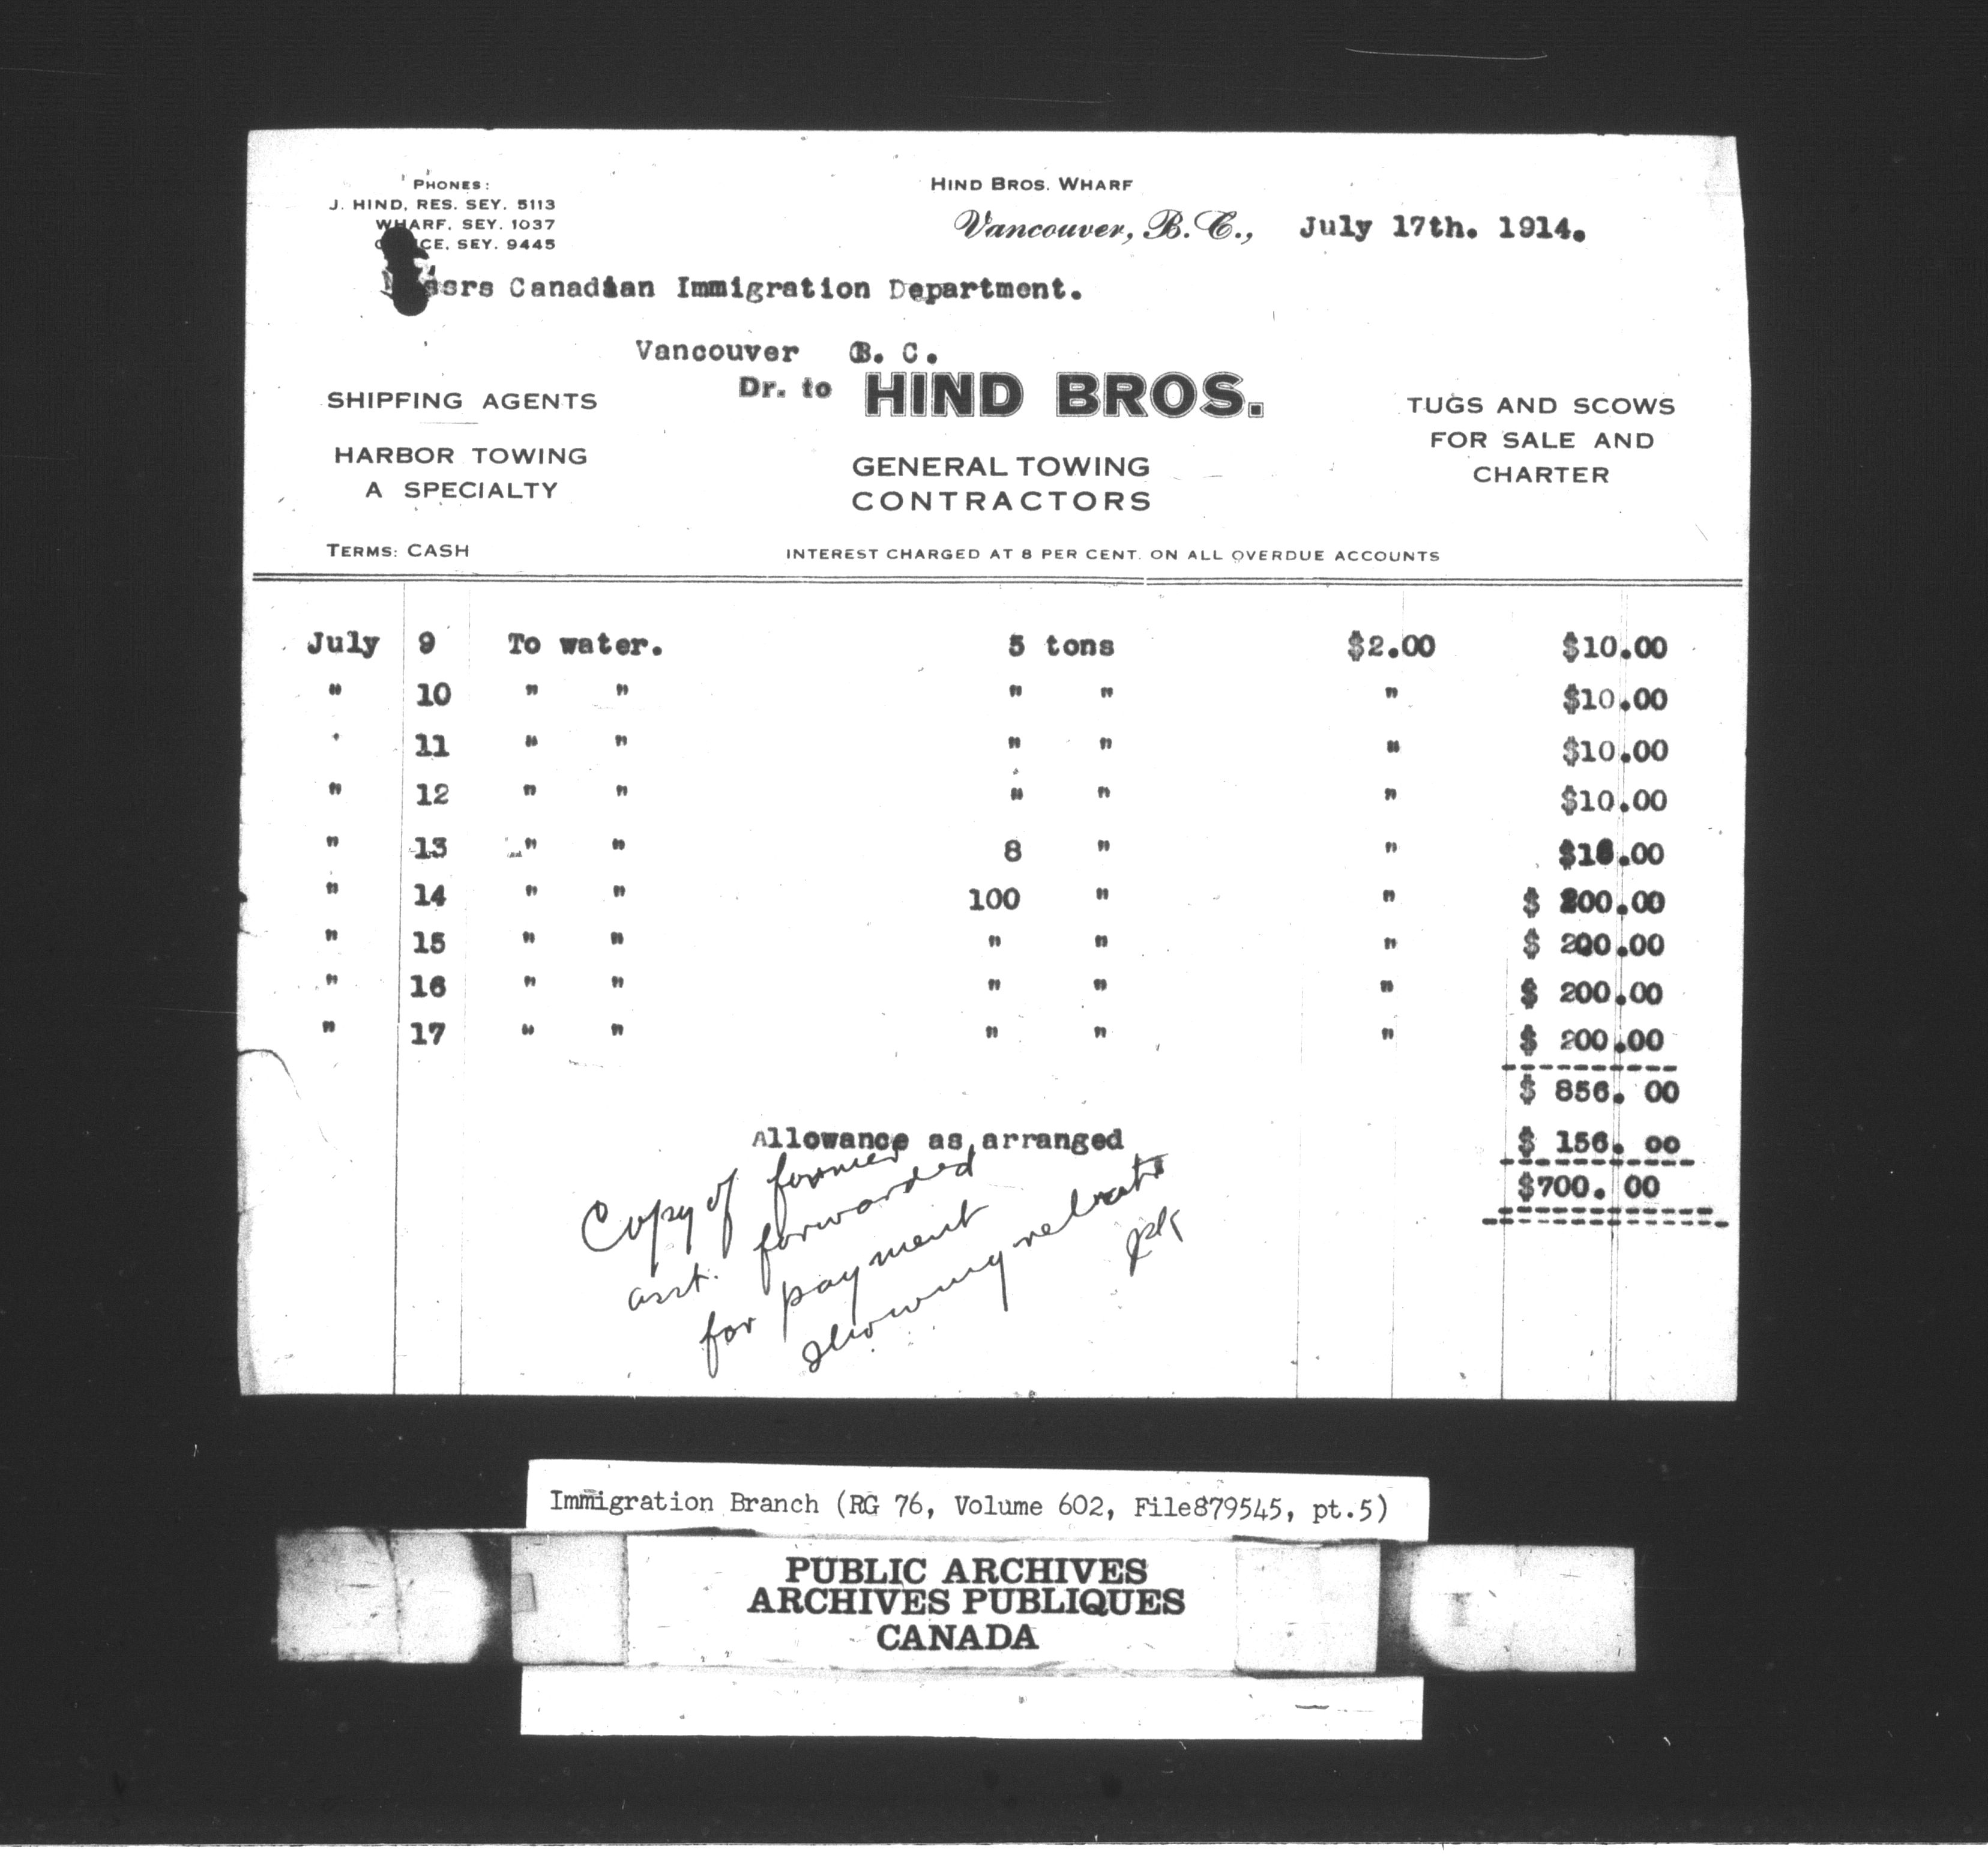 PHONES:
J. HIND, RES. SEY. 5113
WHARF, SEY. 1037
CE, SEY. 9445
HIND BROS. WHARF
Vancouver, B.C., July 17th. 1914.
ssrs Canadian Immigration Department.
Vancouver B. C.
Dr. to HIND BROS.
SHIPPING AGENTS
HARBOR TOWING
A SPECIALTY
GENERAL TOWING
CONTRACTORS
TUGS AND SCOWS
FOR SALE AND
CHARTER
TERMS: CASH
INTEREST CHARGED AT 8 PER CENT. ON ALL OVERDUE ACCOUNTS
July 9 To water. 5 tons $2.00 $10.00
" 10 " " " " " $10.00
" 11 " " " " " $10.00
" 12 " " " " " $10.00
" 13 " " 8 " " $16.00
" 14 " " 100 " " $ 200.00
" 15 " " " " " $ 200.00
" 16 " " " " " $ 200.00
" 17 " " " " " $ 200.00
$ 856. 00
Allowance as arranged $ 156. 00
$700. 00
Copy of former
acct. forwarded
for payment
showing rebate
Immigration Branch (RG 76, Volume 602, File879545, pt.5)
PUBLIC ARCHIVES
ARCHIVES PUBLIQUES
CANADA